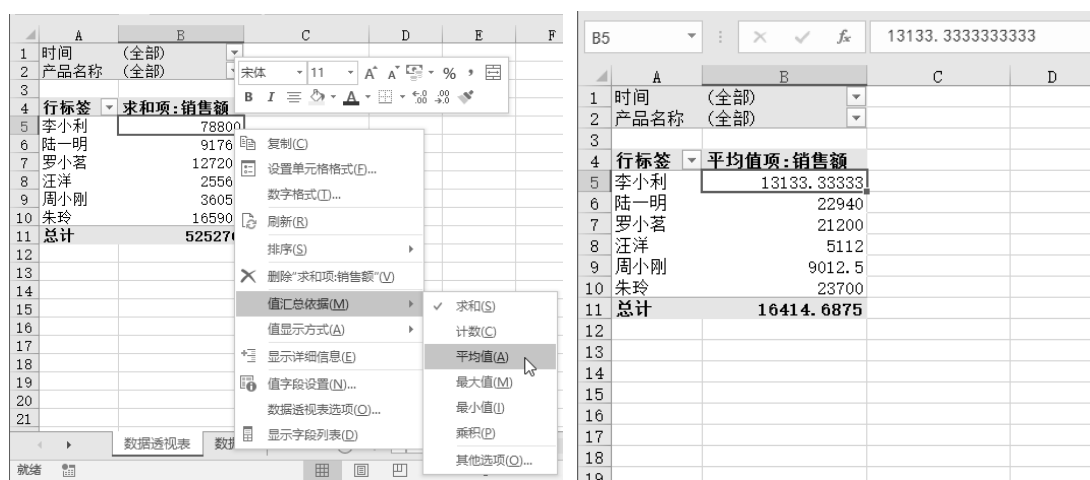 A B C D E F
1 时间 (全部)
2 产品名称 (全部)
宋体 11 A A % ,
B I A .00 .0
3
4 行标签 求和项:销售额
5 李小利 78800
6 陆一明 9176
7 罗小茗 12720
8 汪洋 2556
9 周小刚 3605
10 朱玲 16590
11 总计 52527
12
13
14
15
16
17
18
19
20
21
复制(C)
设置单元格格式(F)...
数字格式(T)...
刷新(R)
排序(S)
删除"求和项:销售额"(V)
值汇总依据(M)
值显示方式(A)
显示详细信息(E)
值字段设置(N)...
数据透视表选项(O)...
显示字段列表(D)
求和(S)
计数(C)
平均值(A)
最大值(M)
最小值(I)
乘积(P)
其他选项(O)...
数据透视表 数据
就绪
B5 fx 13133.3333333333
A B C D
1 时间 (全部)
2 产品名称 (全部)
3
4 行标签 平均值项:销售额
5 李小利 13133.33333
6 陆一明 22940
7 罗小茗 21200
8 汪洋 5112
9 周小刚 9012.5
10 朱玲 23700
11 总计 16414.6875
12
13
14
15
16
17
18
19